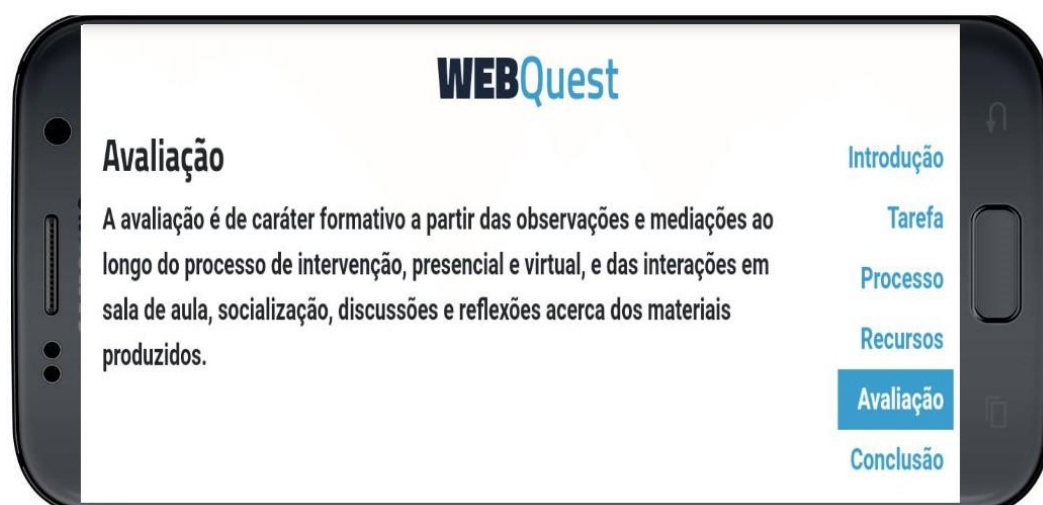 WEBQuest
Avaliação
A avaliação é de caráter formativo a partir das observações e mediações ao
longo do processo de intervenção, presencial e virtual, e das interações em
sala de aula, socialização, discussões e reflexões acerca dos materiais
produzidos.
Introdução
Tarefa
Processo
Recursos
Avaliação
Conclusão